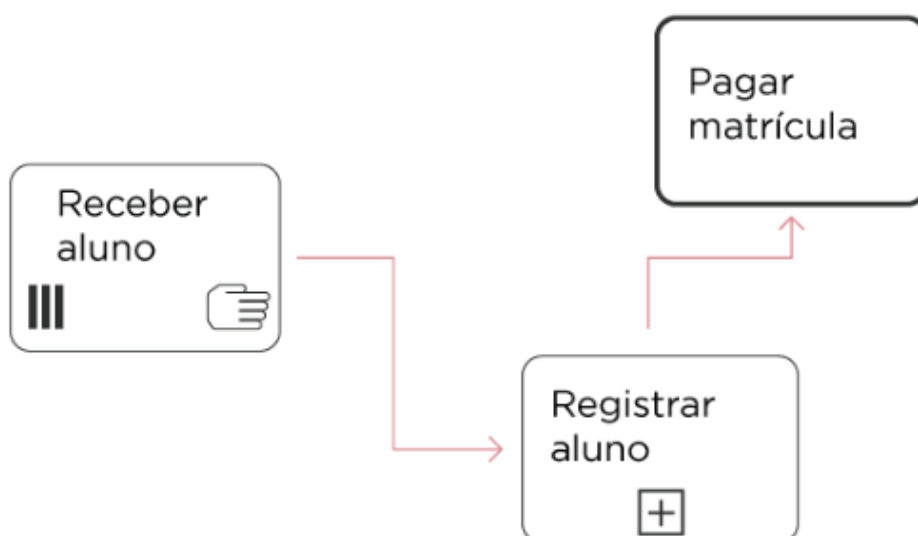 Receber
aluno
Registrar
aluno
Pagar
matrícula